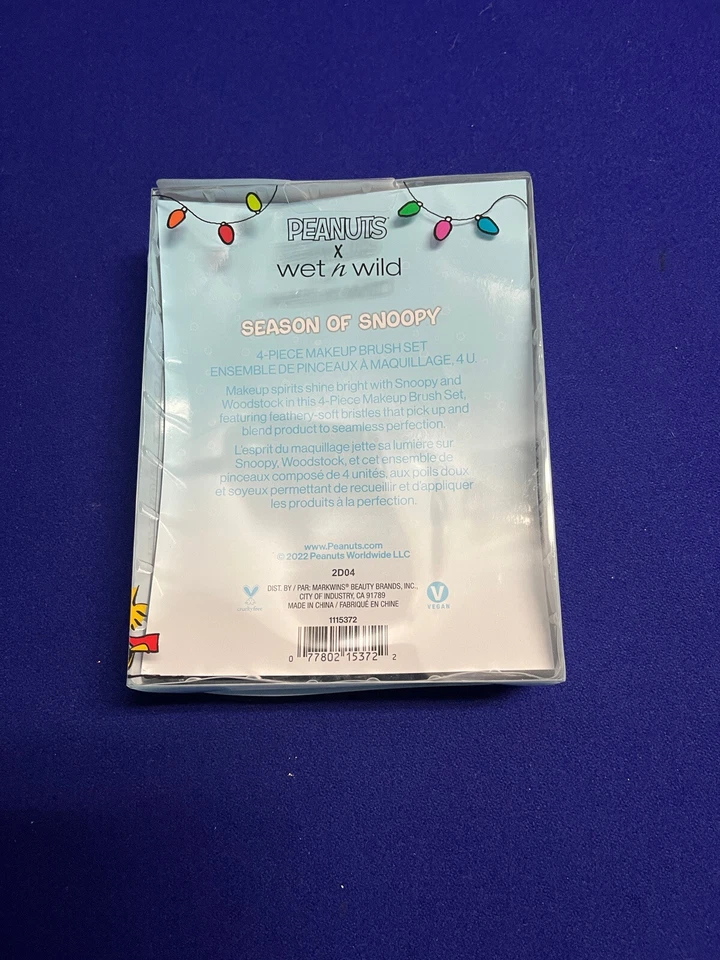 PEANUTS
X
wet n wild
SEASON OF SNOOPY
4-PIECE MAKEUP BRUSH SET
ENSEMBLE DE PINCEAUX À MAQUILLAGE, 4 U.
Makeup spirits shine bright with Snoopy and
Woodstock in this 4-Piece Makeup Brush Set,
featuring feathery-soft bristles that pick up and
blend product to seamless perfection.
L'esprit du maquillage jette sa lumière sur
Snoopy, Woodstock, et cet ensemble de
pinceaux composé de 4 unités, aux poils doux
et soyeux permettant de recueillir et d'appliquer
les produits à la perfection.
www.Peanuts.com
© 2022 Peanuts Worldwide LLC
2D04
DIST. BY / PAR: MARKWINS® BEAUTY BRANDS, INC.,
CITY OF INDUSTRY, CA 91789
MADE IN CHINA / FABRIQUÉ EN CHINE
cruelty-free
V
VEGAN
1115372
0 77802 15372 2